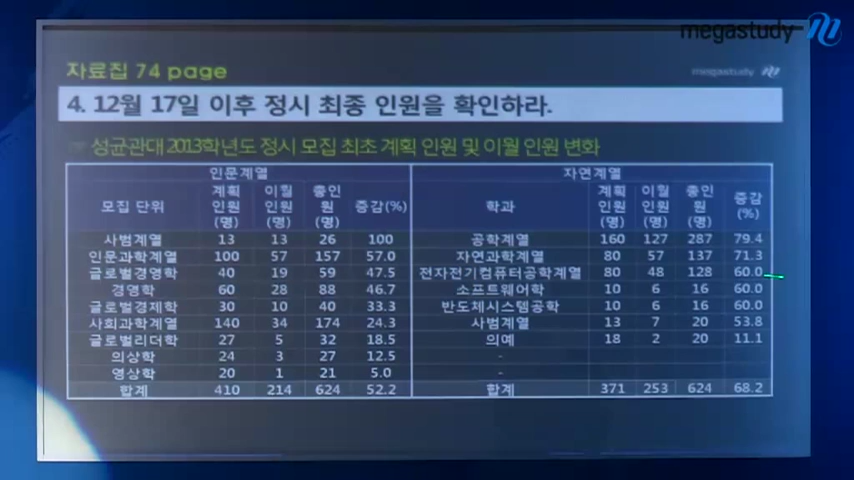 megastudy
자료집 74 page
megastudy
4. 12월 17일 이후 정시 최종 인원을 확인하라.
성균관대 2013학년도 정시 모집 최초 계획 인원 및 이월 인원 변화
인문계열 자연계열
모집 단위 계획 인원 (명) 이월 인원 (명) 총인원 (명) 증감(%) 학과 계획 인원 (명) 이월 인원 (명) 총인원 (명) 증감 (%)
사범계열 13 13 26 100 공학계열 160 127 287 79.4
인문과학계열 100 57 157 57.0 자연과학계열 80 57 137 71.3
글로벌경영학 40 19 59 47.5 전자전기컴퓨터공학계열 80 48 128 60.0
경영학 60 28 88 46.7 소프트웨어학 10 6 16 60.0
글로벌경제학 30 10 40 33.3 반도체시스템공학 10 6 16 60.0
사회과학계열 140 34 174 24.3 사범계열 13 7 20 53.8
글로벌리더학 27 5 32 18.5 의예 18 2 20 11.1
의상학 24 3 27 12.5 -
영상학 20 1 21 5.0 -
합계 410 214 624 52.2 합계 371 253 624 68.2